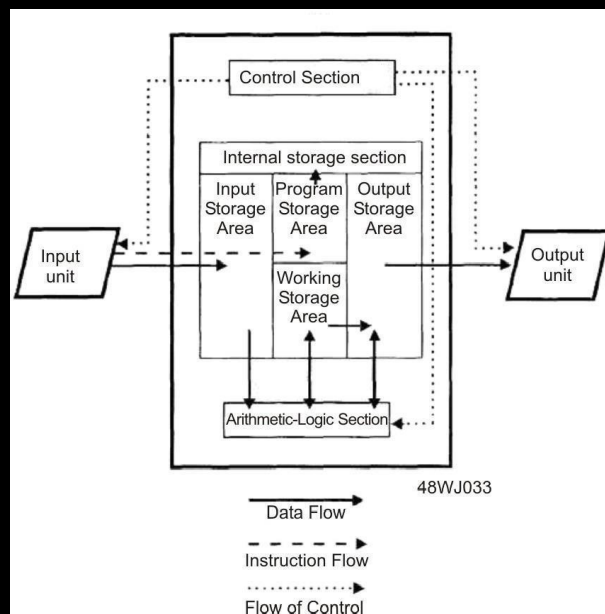 Control Section
Internal storage section
Input
Storage
Area
Program
Storage
Area
Output
Storage
Area
Input
unit
Working
Storage
Area
Output
unit
Arithmetic-Logic Section
48WJ033
Data Flow
Instruction Flow
Flow of Control